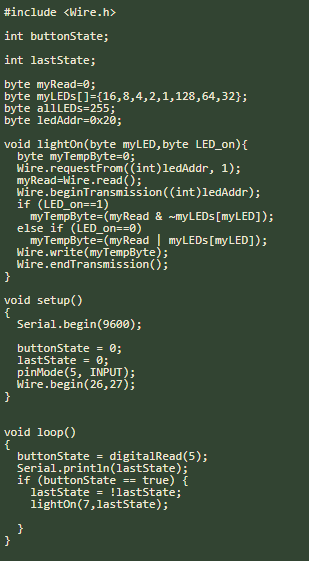 #include <Wire.h>
int buttonState;
int lastState;
byte myRead=0;
byte myLEDs[]={16,8,4,2,1,128,64,32};
byte allLEDs=255;
byte ledAddr=0x20;
void lightOn(byte myLED,byte LED_on){
  byte myTempByte=0;
  Wire.requestFrom((int)ledAddr, 1);
  myRead=Wire.read();
  Wire.beginTransmission((int)ledAddr);
  if (LED_on==1)
    myTempByte=(myRead & ~myLEDs[myLED]);
  else if (LED_on==0)
    myTempByte=(myRead | myLEDs[myLED]);
  Wire.write(myTempByte);
  Wire.endTransmission();
}
void setup()
{
  Serial.begin(9600);
  buttonState = 0;
  lastState = 0;
  pinMode(5, INPUT);
  Wire.begin(26,27);
}
void loop()
{
  buttonState = digitalRead(5);
  Serial.println(lastState);
  if (buttonState == true) {
    lastState = !lastState;
    lightOn(7,lastState);
  }
}